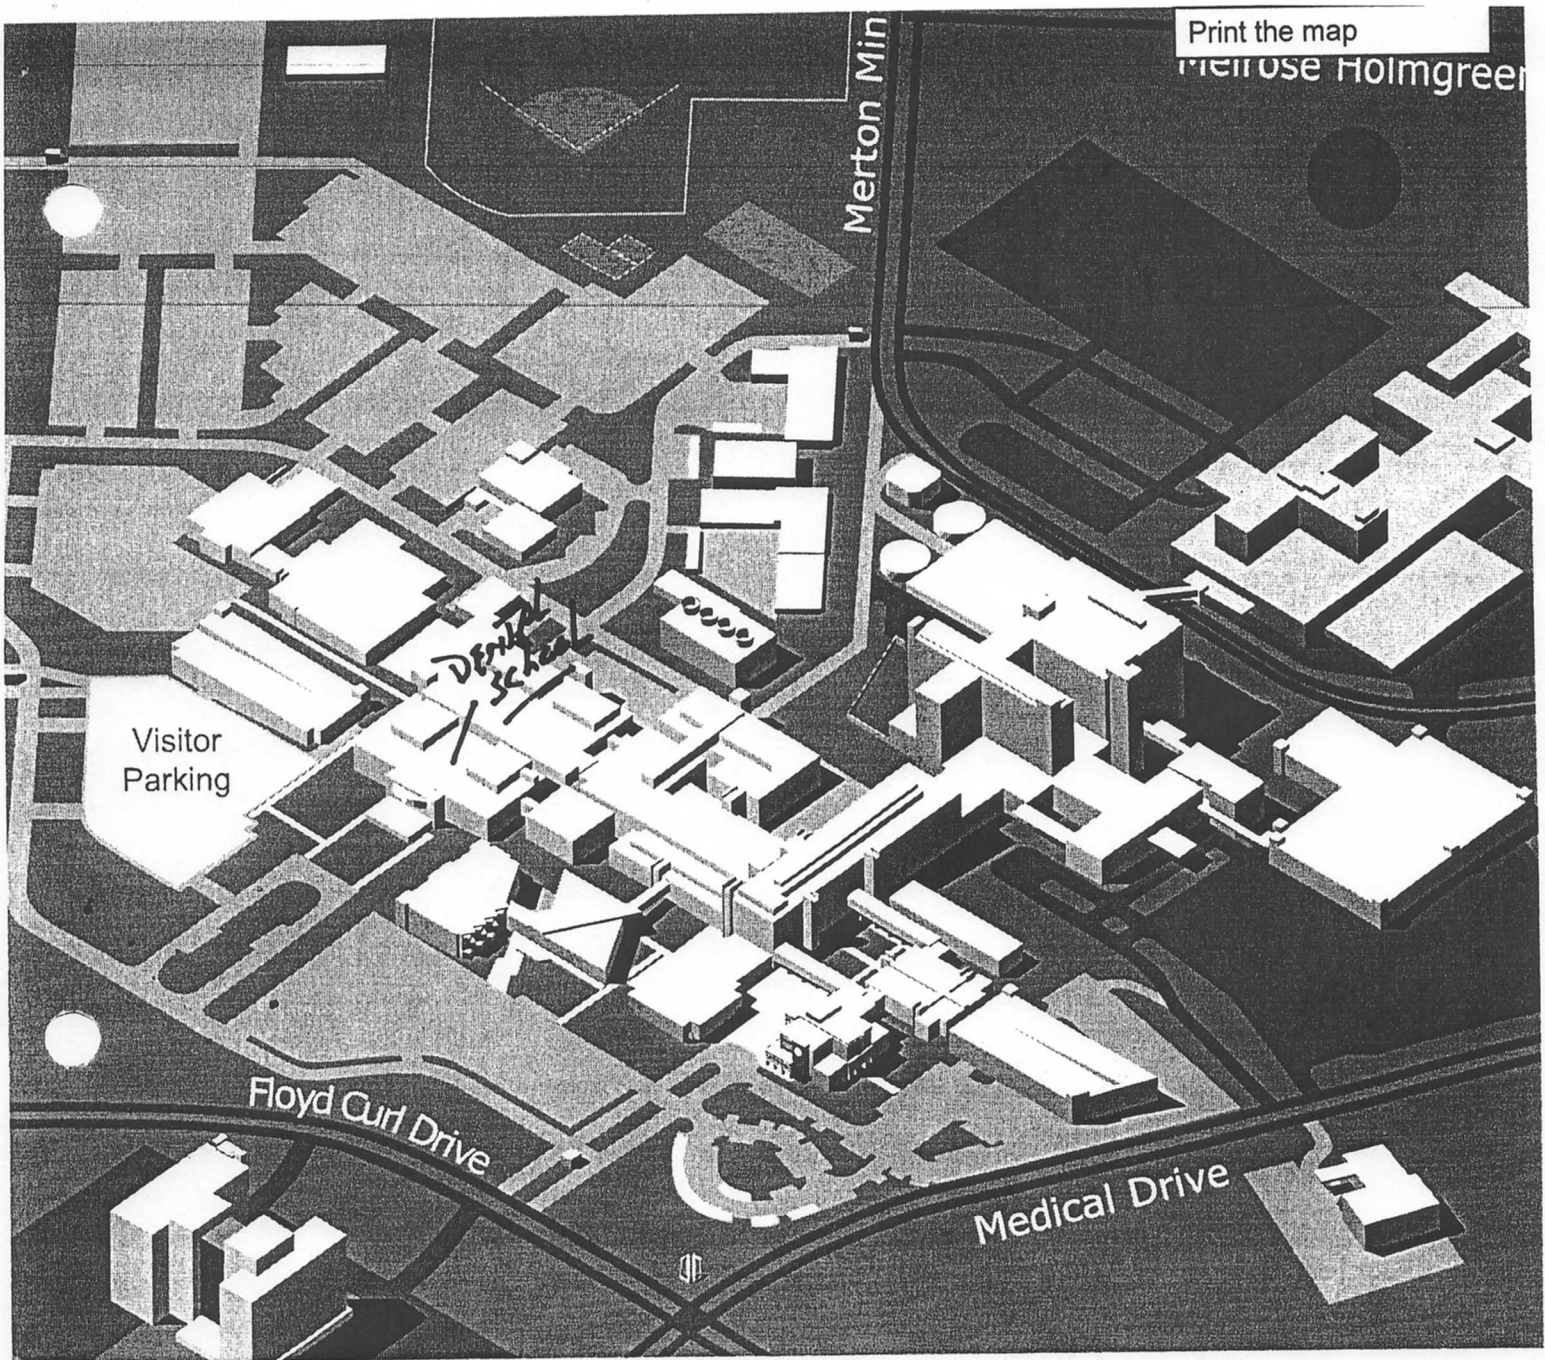 Print the map
Melrose Holmgreen
Merton Min
DENTAL
SCHOOL
Visitor
Parking
Floyd Curl Drive
Medical Drive